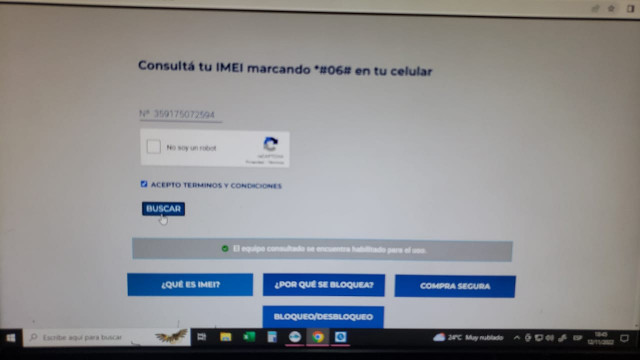 Consultá tu IMEI marcando *#06# en tu celular
Nº 359175072594
No soy un robot
reCAPTCHA
Privacidad - Términos
ACEPTO TERMINOS Y CONDICIONES
BUSCAR
El equipo consultado se encuentra habilitado para el uso.
¿QUÉ ES IMEI?
¿POR QUÉ SE BLOQUEA?
COMPRA SEGURA
BLOQUEO/DESBLOQUEO
Escribe aquí para buscar
24°C Muy nublado
ESP
18:45
12/11/2022